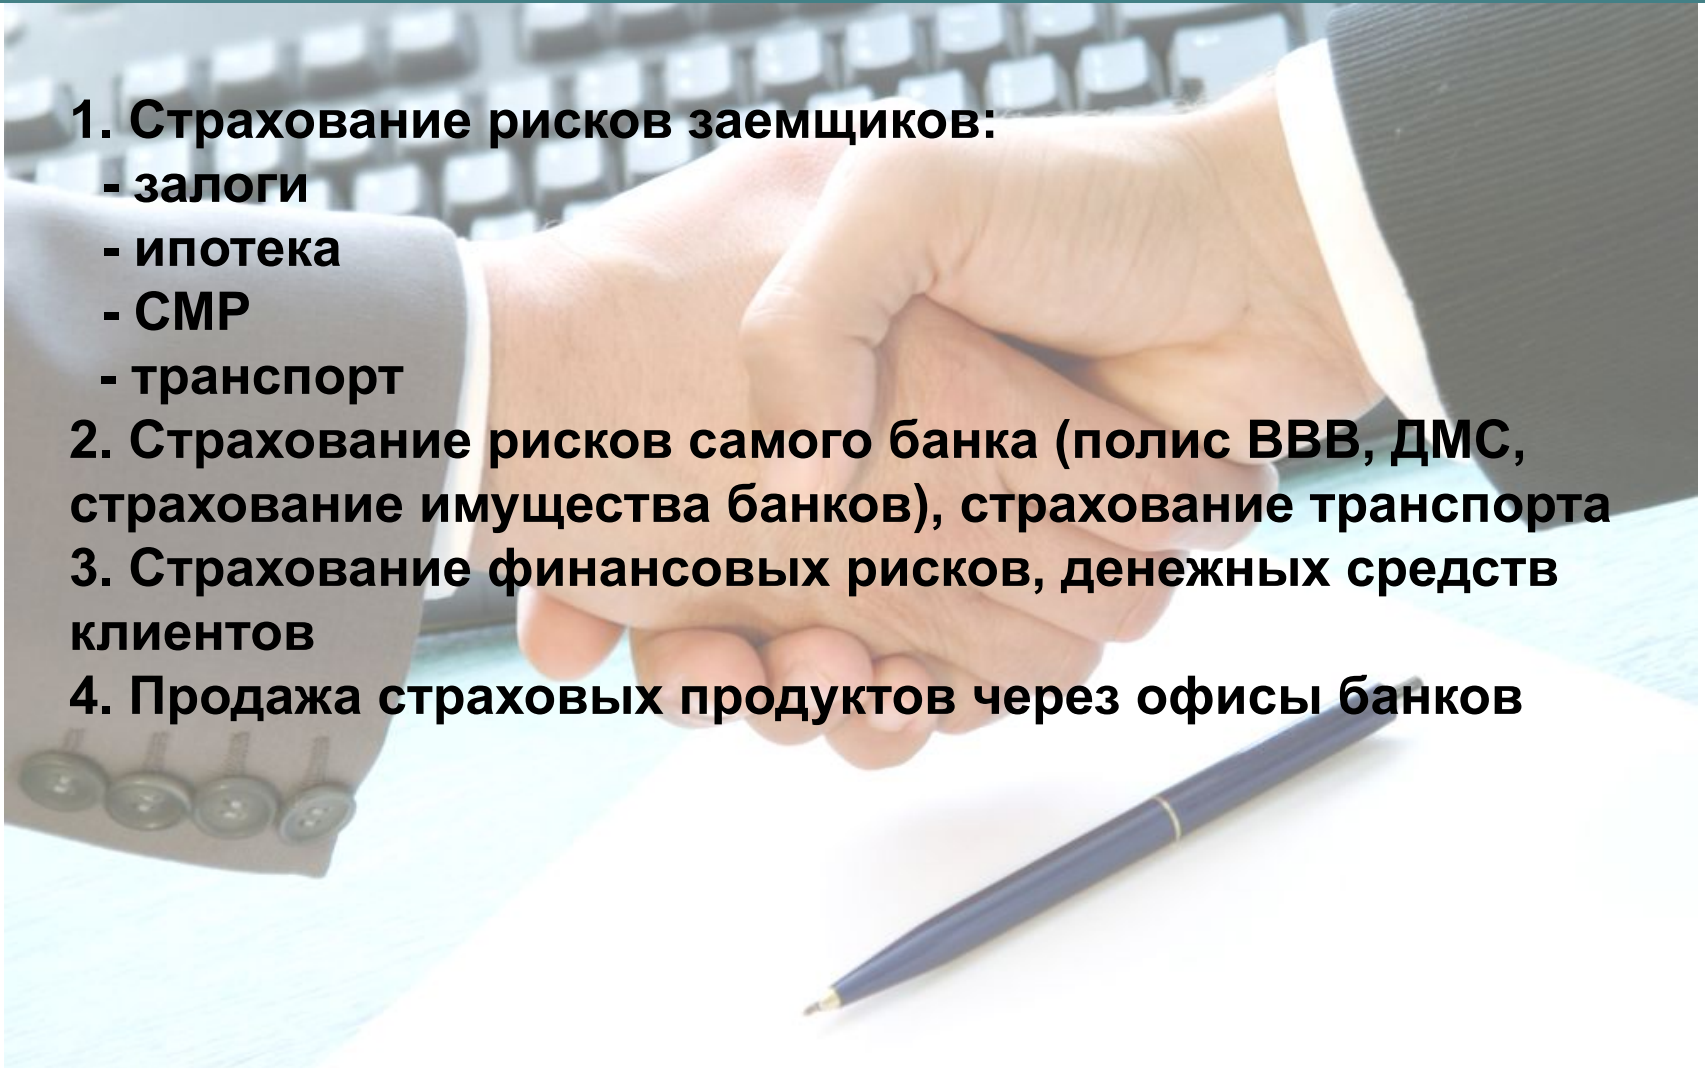 1. Страхование рисков заемщиков:
- залоги
- ипотека
- СМР
- транспорт
2. Страхование рисков самого банка (полис ВВВ, ДМС,
страхование имущества банков), страхование транспорта
3. Страхование финансовых рисков, денежных средств
клиентов
4. Продажа страховых продуктов через офисы банков